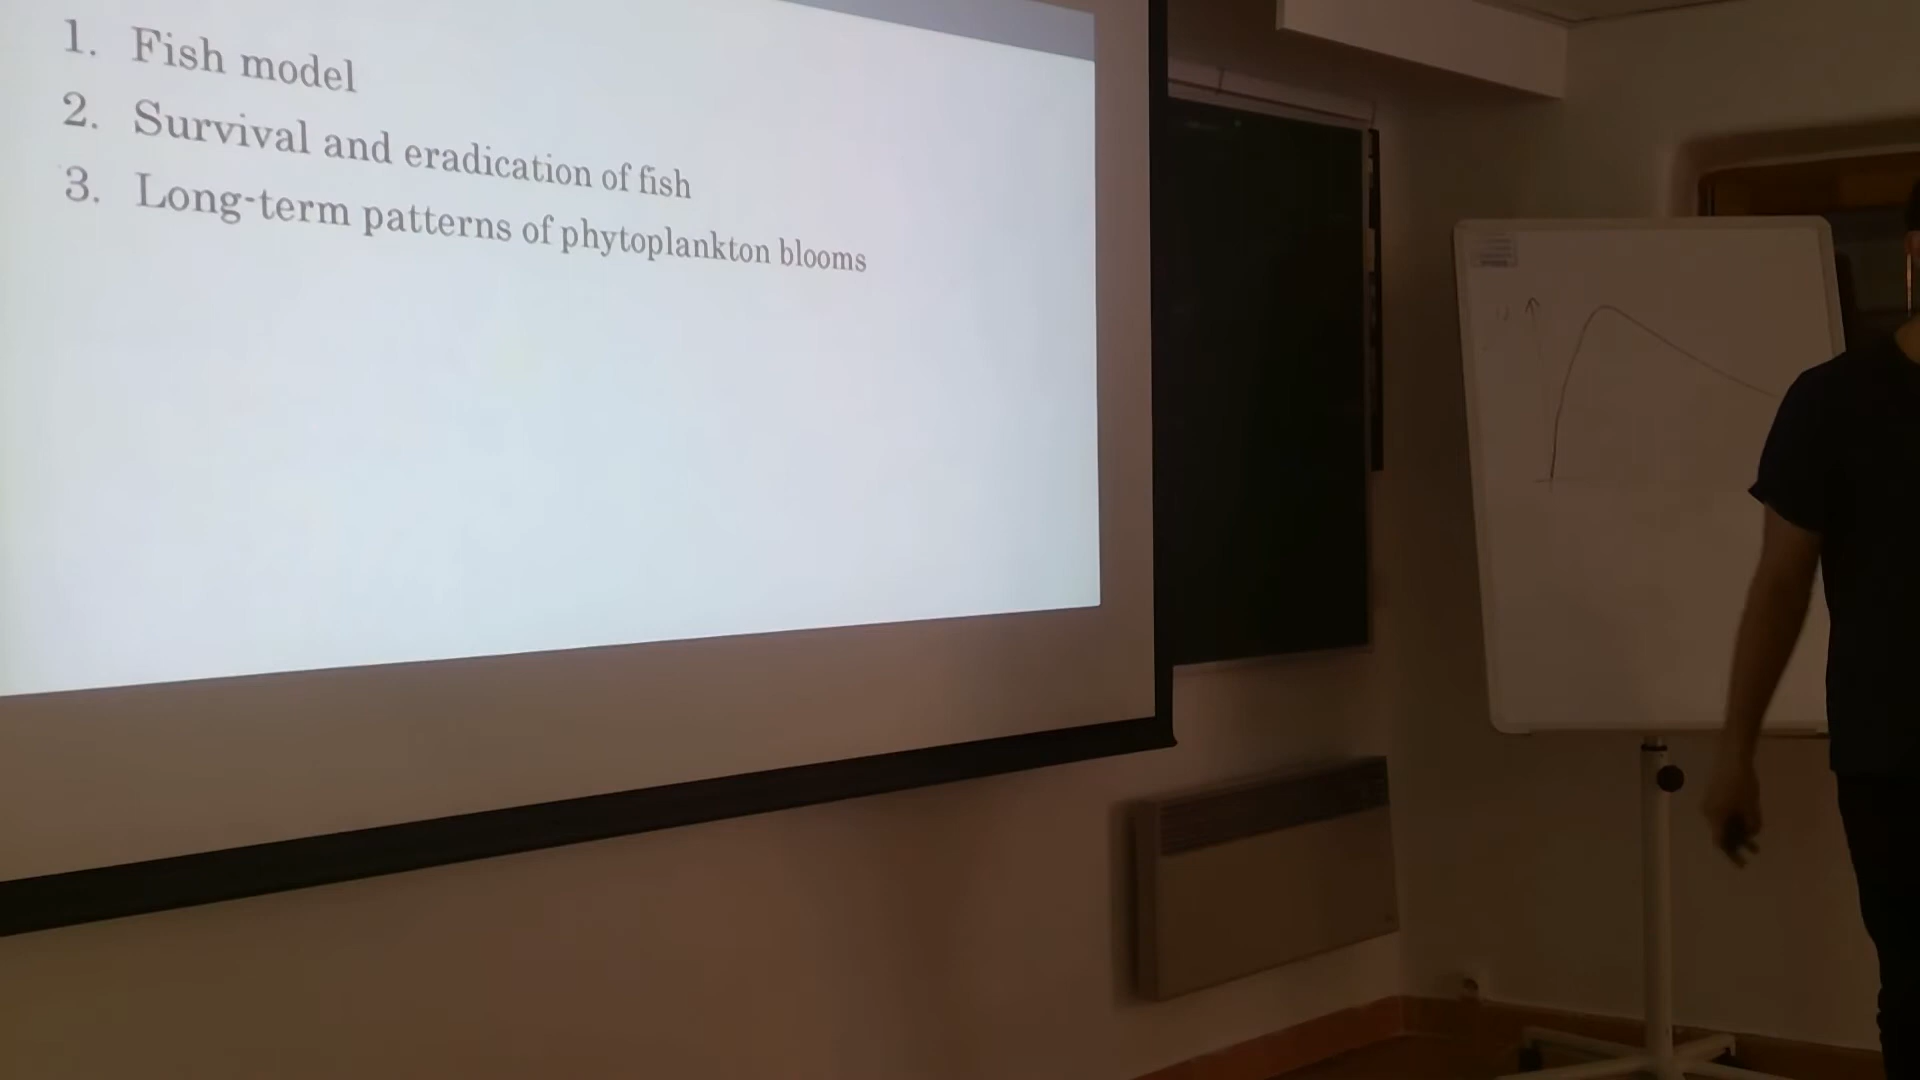 1. Fish model
2. Survival and eradication of fish
3. Long-term patterns of phytoplankton blooms